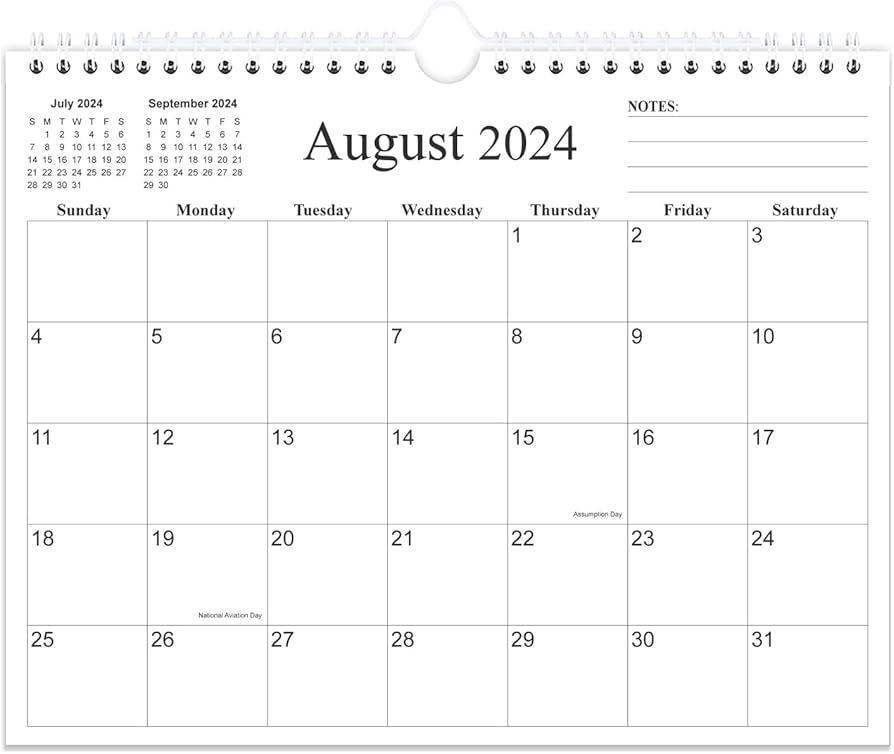 July 2024
S M T W T F S
1 2 3 4 5 6
7 8 9 10 11 12 13
14 15 16 17 18 19 20
21 22 23 24 25 26 27
28 29 30 31
September 2024
S M T W T F S
1 2 3 4 5 6 7
8 9 10 11 12 13 14
15 16 17 18 19 20 21
22 23 24 25 26 27 28
29 30
August 2024
NOTES:
Sunday Monday Tuesday Wednesday Thursday Friday Saturday
1 2 3
4 5 6 7 8 9 10
11 12 13 14 15 16 17
Assumption Day
18 19 20 21 22 23 24
National Aviation Day
25 26 27 28 29 30 31